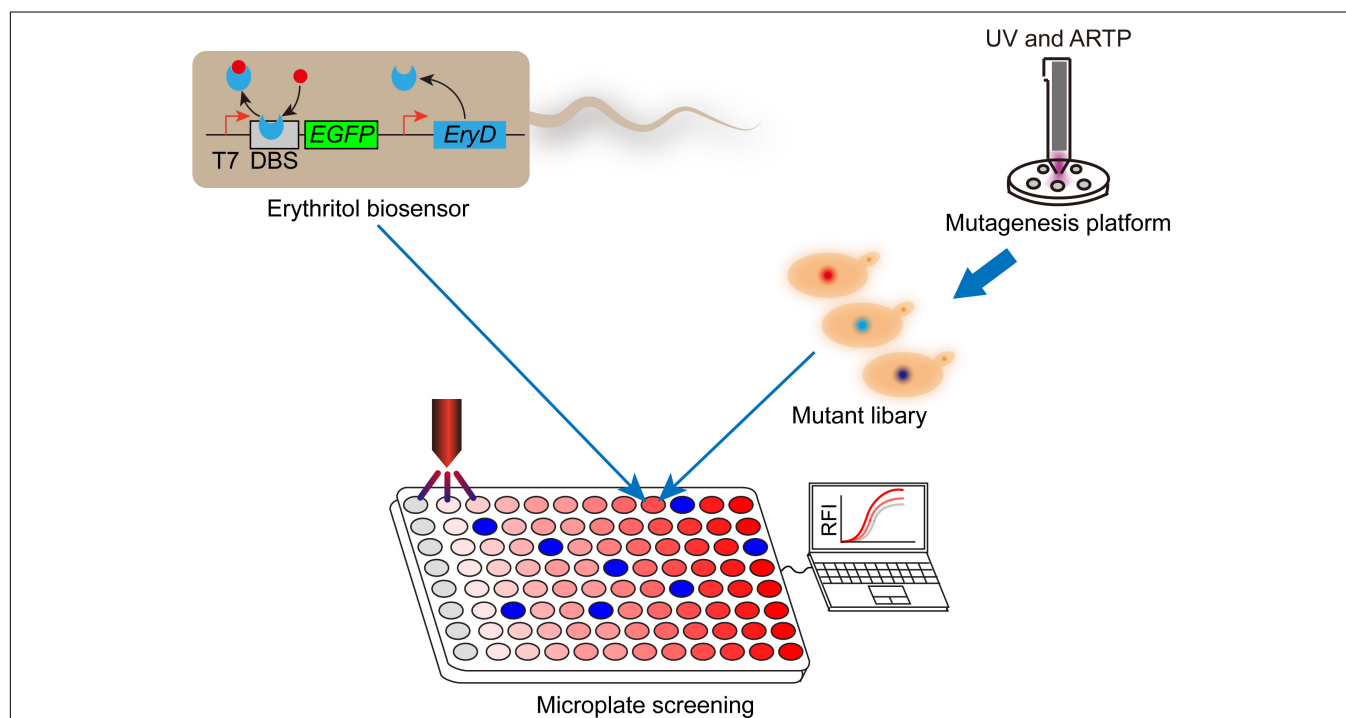 UV and ARTP
EGFP
EryD
T7 DBS
Erythritol biosensor
Mutagenesis platform
Mutant libary
RFI
Microplate screening